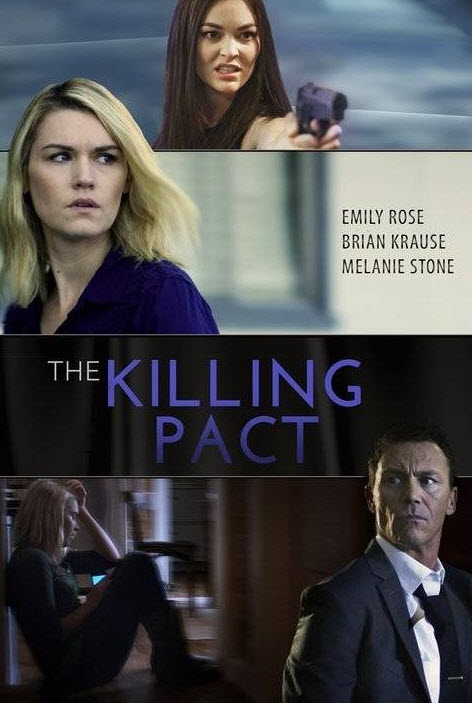 EMILY ROSE
BRIAN KRAUSE
MELANIE STONE
THE KILLING
PACT